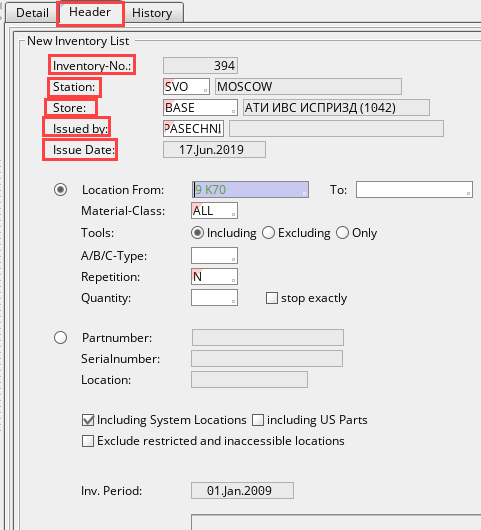 Detail Header History
New Inventory List
Inventory-No.: 394
Station: SVO MOSCOW
Store: BASE АТИ ИВС ИСПРИЗД (1042)
Issued by: PASECHNI
Issue Date: 17.Jun.2019
Location From: 9 K70 To:
Material-Class: ALL
Tools: Including Excluding Only
A/B/C-Type:
Repetition: N
Quantity: stop exactly
Partnumber:
Serialnumber:
Location:
Including System Locations including US Parts
Exclude restricted and inaccessible locations
Inv. Period: 01.Jan.2009